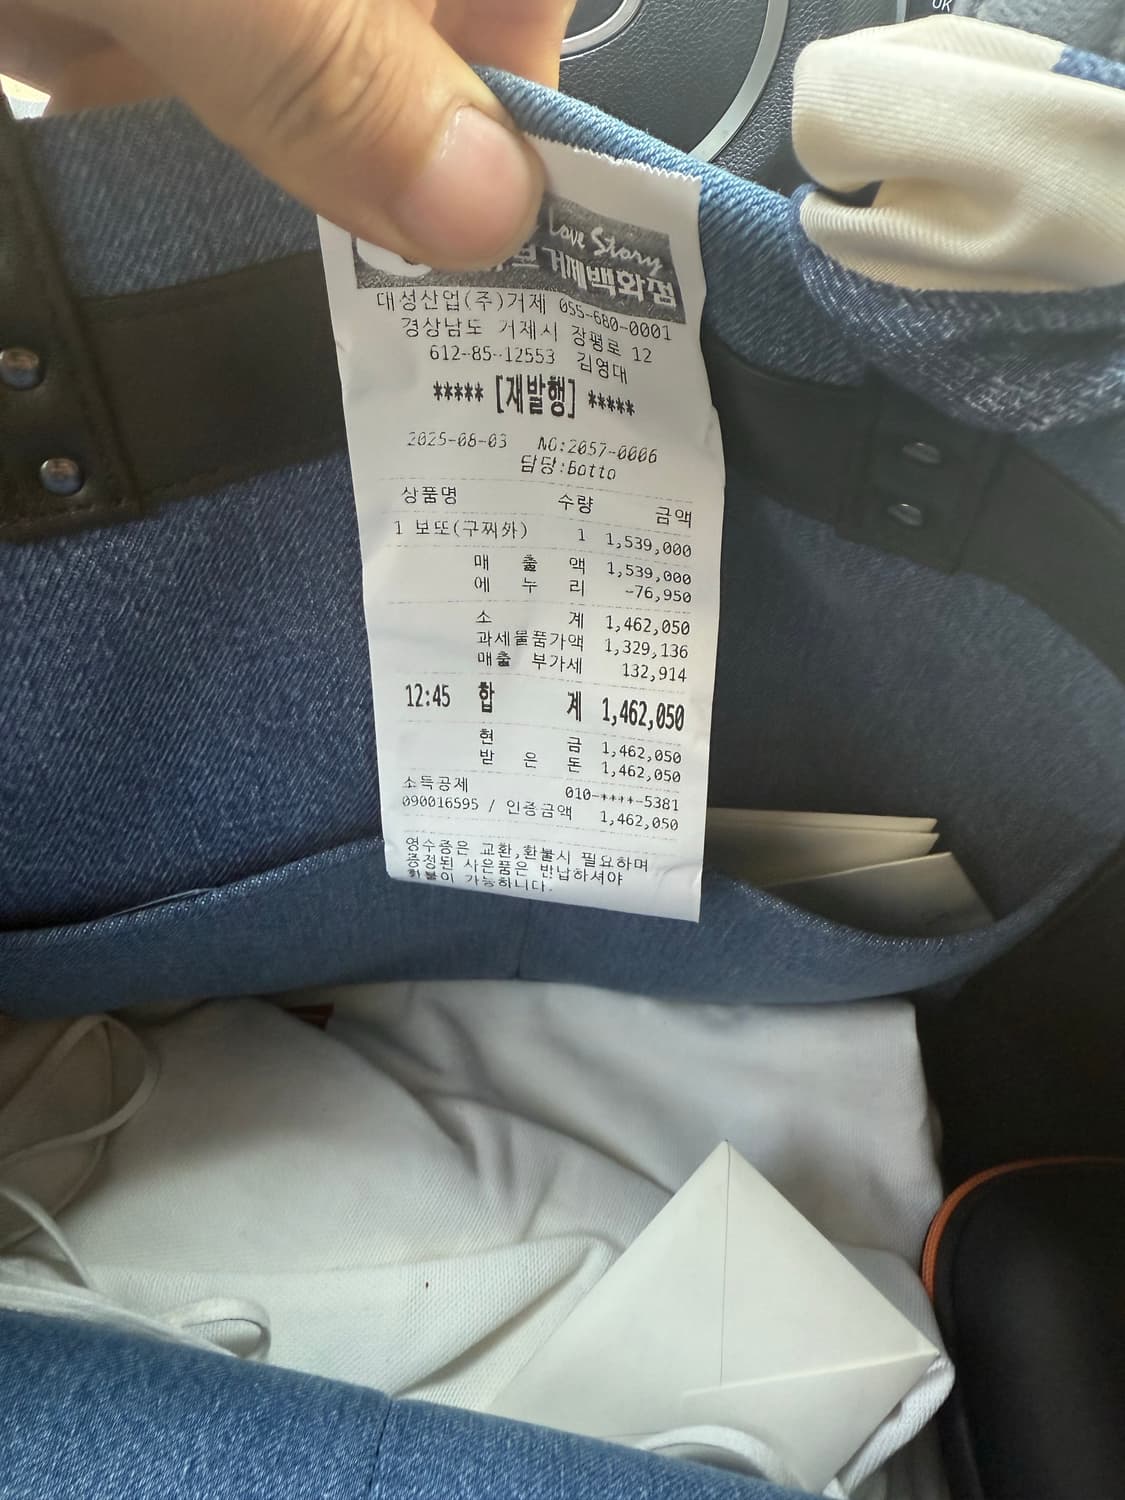 OK
Love Story
거제백화점
대성산업(주)거제 055-680-0001
경상남도 거제시 장평로 12
612-85-12553 김영대
***** [재발행] *****
2025-08-03 NO:2057-0006
담당:Botto
상품명 수량 금액
1 보또(구찌외) 1 1,539,000
매 출 액 1,539,000
에 누 리 -76,950
소 계 1,462,050
과세물품가액 1,329,136
매출 부가세 132,914
12:45 합 계 1,462,050
현 금 1,462,050
받 은 돈 1,462,050
소득공제 010-****-5381
090016595 / 인증금액 1,462,050
영수증은 교환,환불시 필요하며
증정된 사은품은 반납하셔야
환불이 가능하니다.